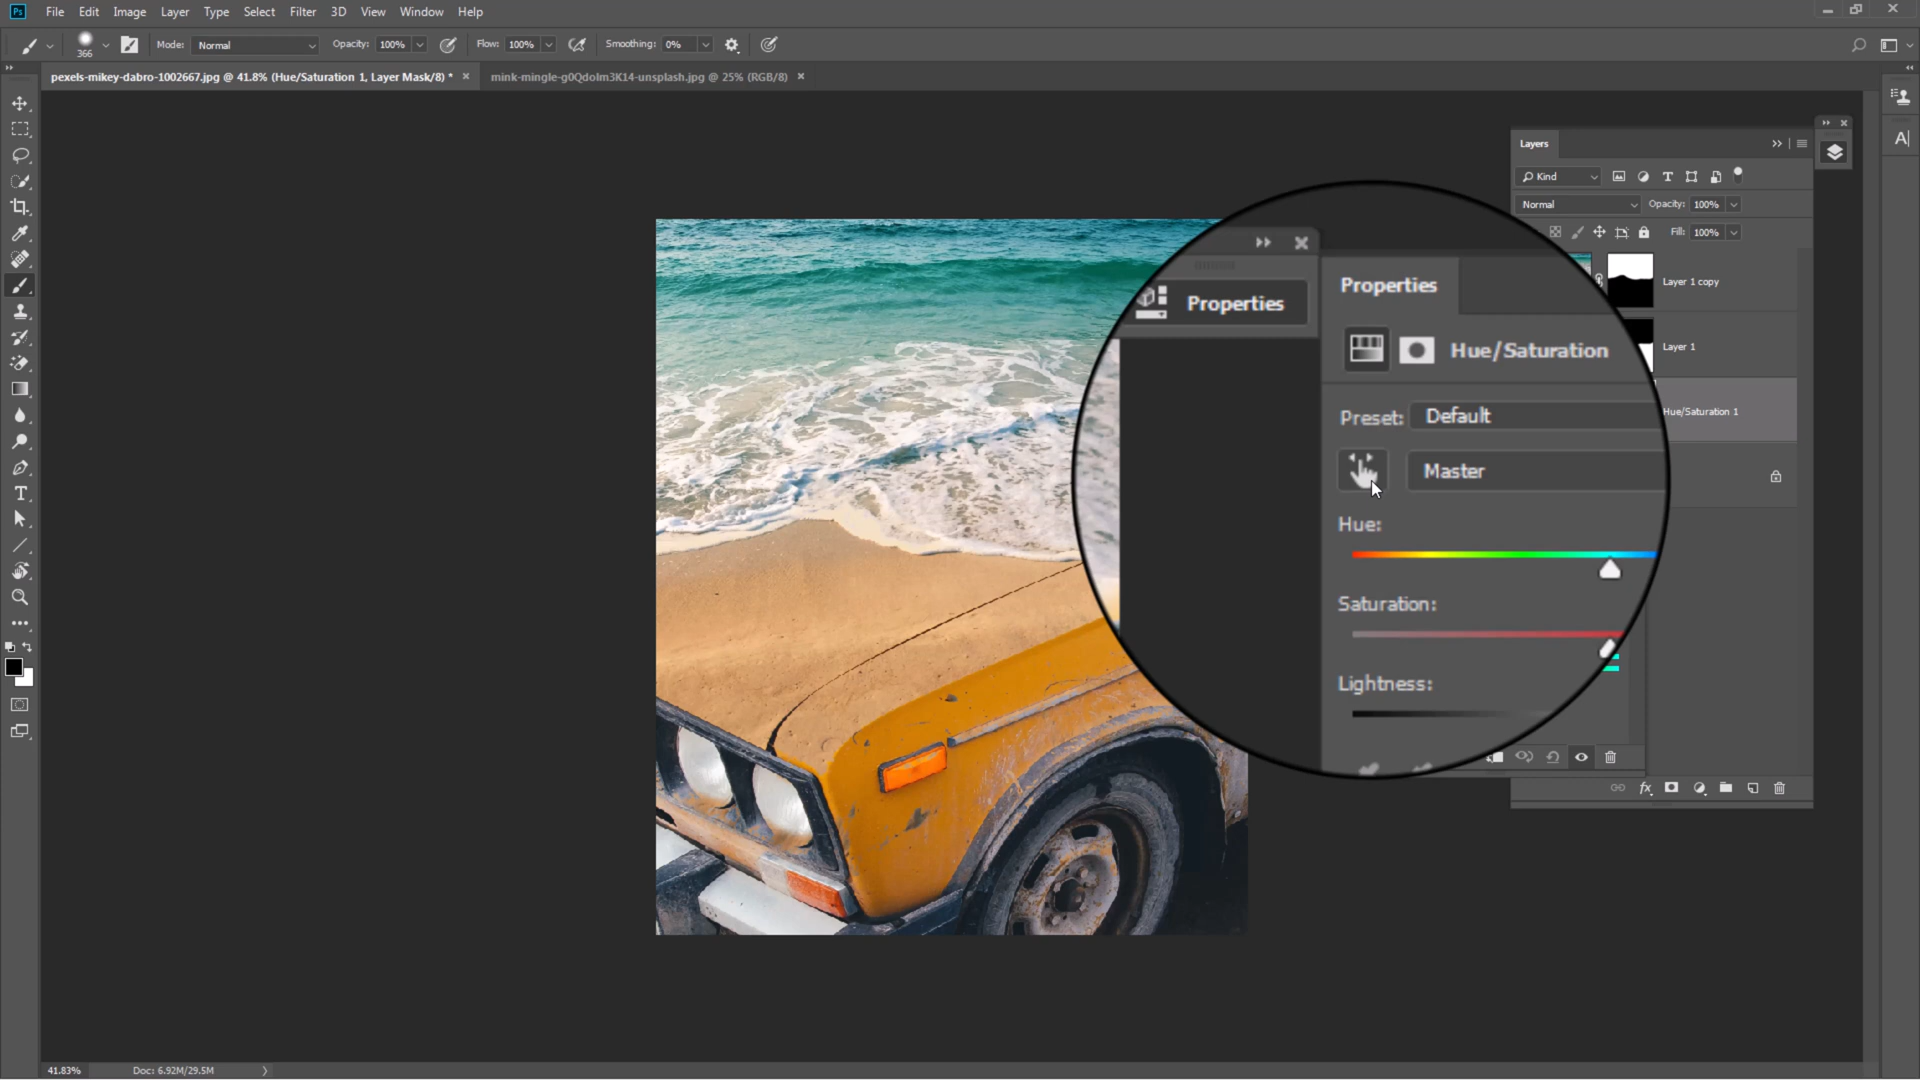 Ps File Edit Image Layer Type Select Filter 3D View Window Help
366 Mode: Normal Opacity: 100% Flow: 100% Smoothing: 0%
pexels-mikey-dabro-1002667.jpg @ 41.8% (Hue/Saturation 1, Layer Mask/8) * × mink-mingle-g0Qdolm3K14-unsplash.jpg @ 25% (RGB/8) ×
Layers
Kind
Normal Opacity: 100%
Fill: 100%
Layer 1 copy
Layer 1
Hue/Saturation 1
Properties
Properties
Hue/Saturation
Preset: Default
Master
Hue:
Saturation:
Lightness:
fx
41.83% Doc: 6.92M/29.5M